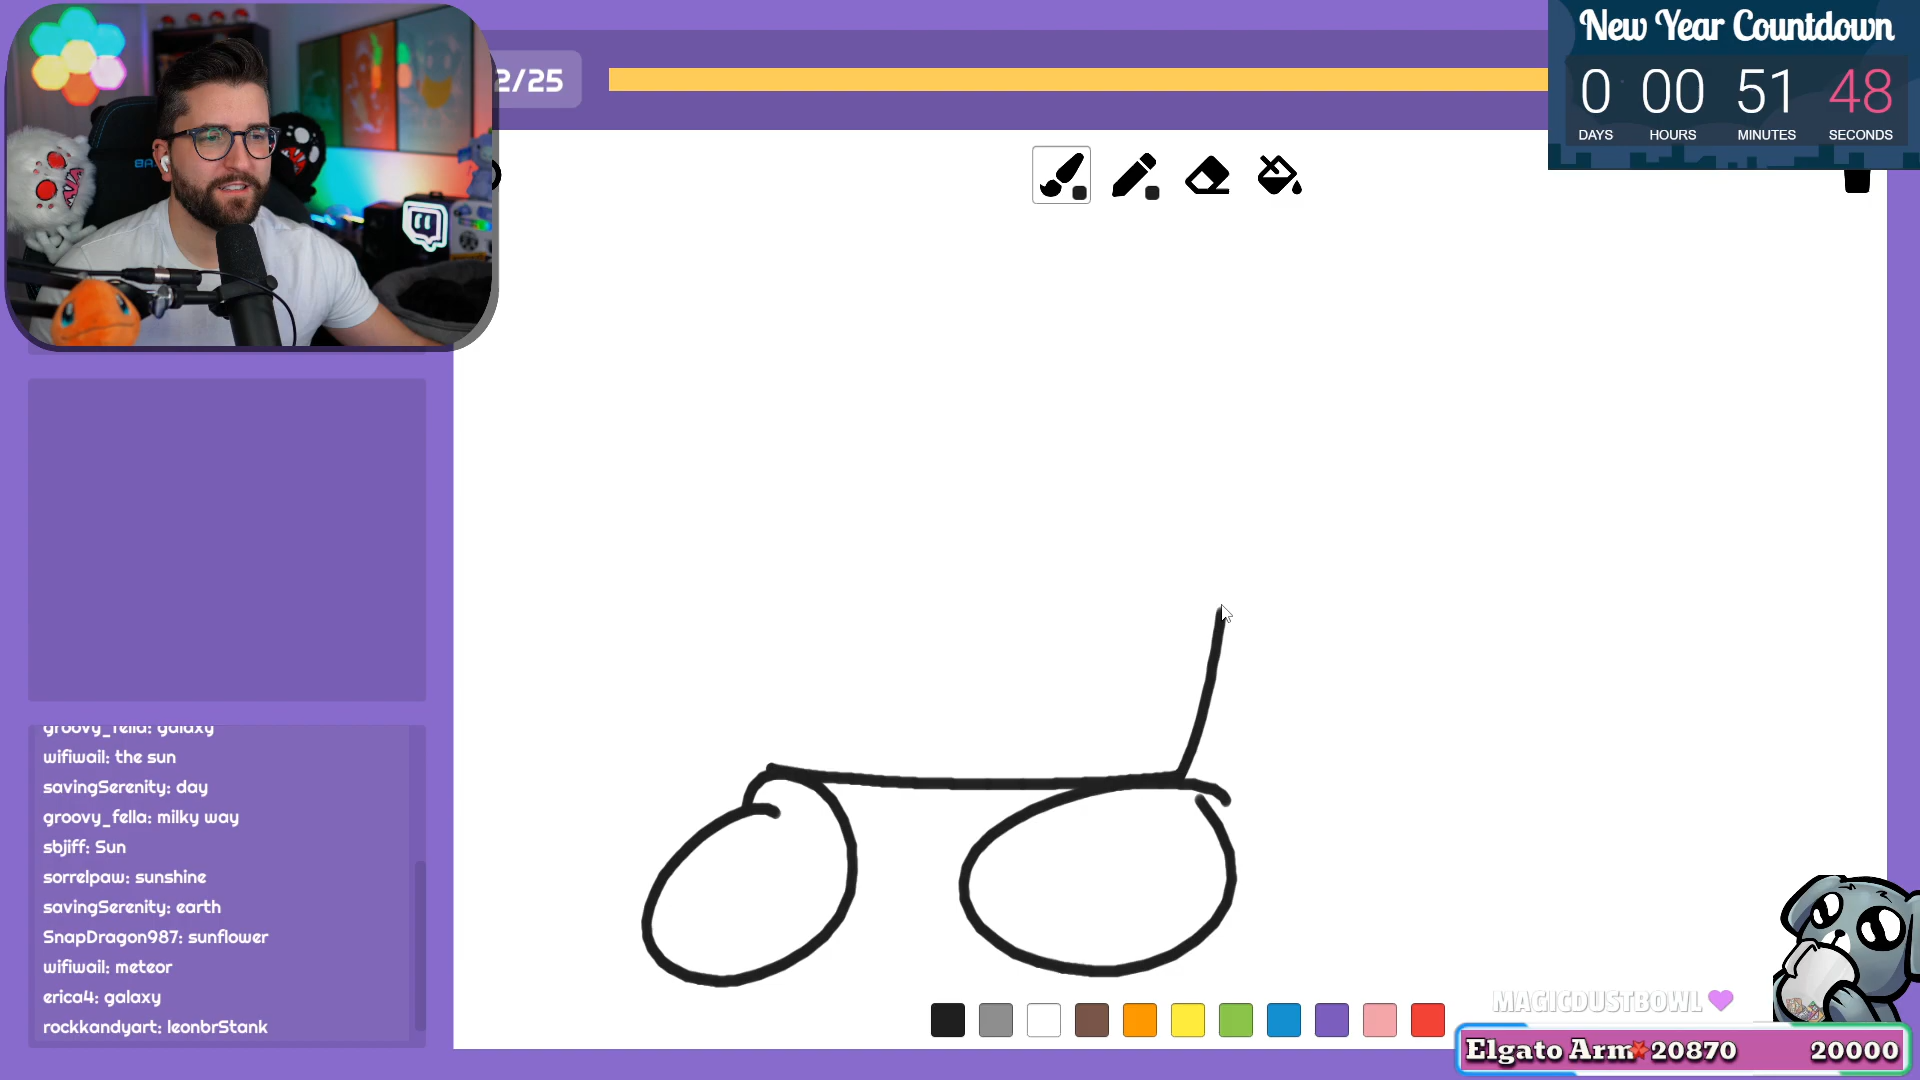 New Year Countdown
0 00 51 48
DAYS HOURS MINUTES SECONDS
2/25
groovy_fella: galaxy
wifiwail: the sun
savingSerenity: day
groovy_fella: milky way
sbjiff: Sun
sorrelpaw: sunshine
savingSerenity: earth
SnapDragon987: sunflower
wifiwail: meteor
erica4: galaxy
rockkandyart: leonbrStank
MAGICDUSTBOWL
Elgato Arm 20870 20000